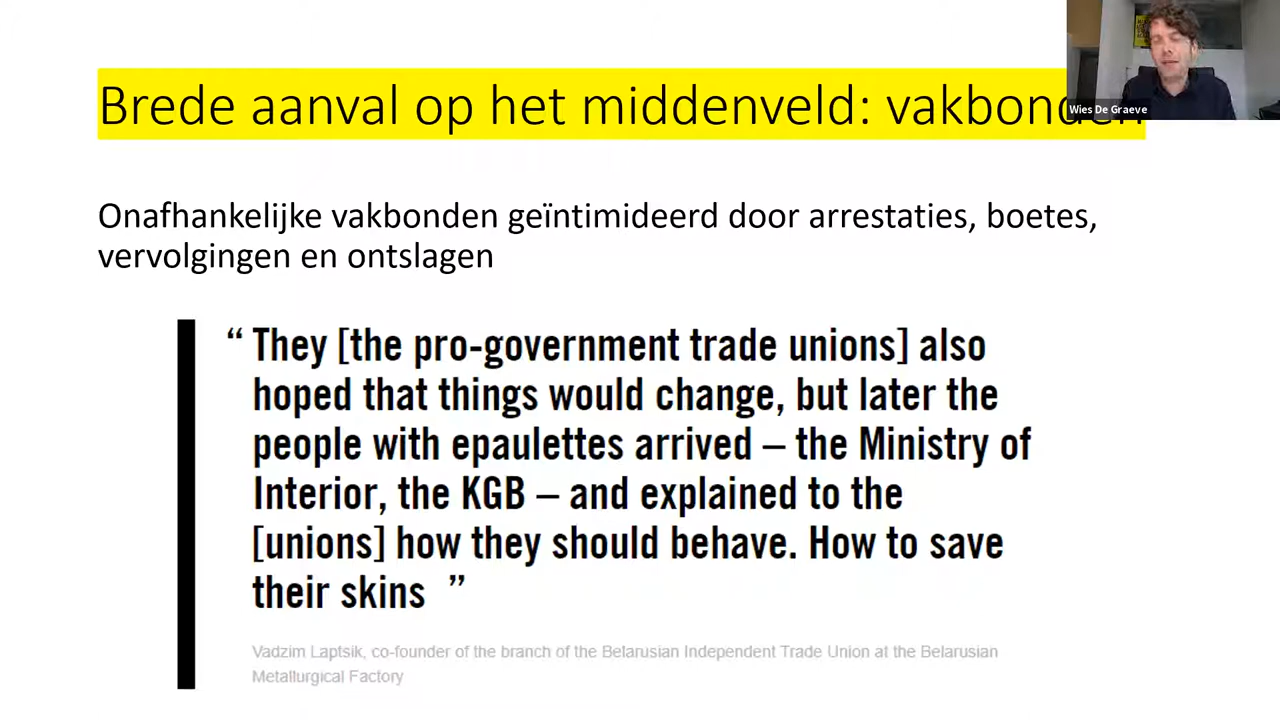 Brede aanval op het middenveld: vakbonden
Wies De Graeve
Onafhankelijke vakbonden geïntimideerd door arrestaties, boetes,
vervolgingen en ontslagen
“ They [the pro-government trade unions] also
hoped that things would change, but later the
people with epaulettes arrived – the Ministry of
Interior, the KGB – and explained to the
[unions] how they should behave. How to save
their skins ”
Vadzim Laptsik, co-founder of the branch of the Belarusian Independent Trade Union at the Belarusian
Metallurgical Factory